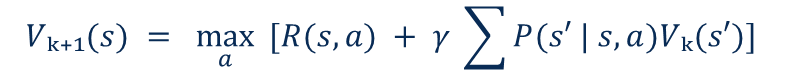 V_{k+1}(s) = max_a [R(s, a) + γ ∑ P(s′ | s, a)V_k(s′)]